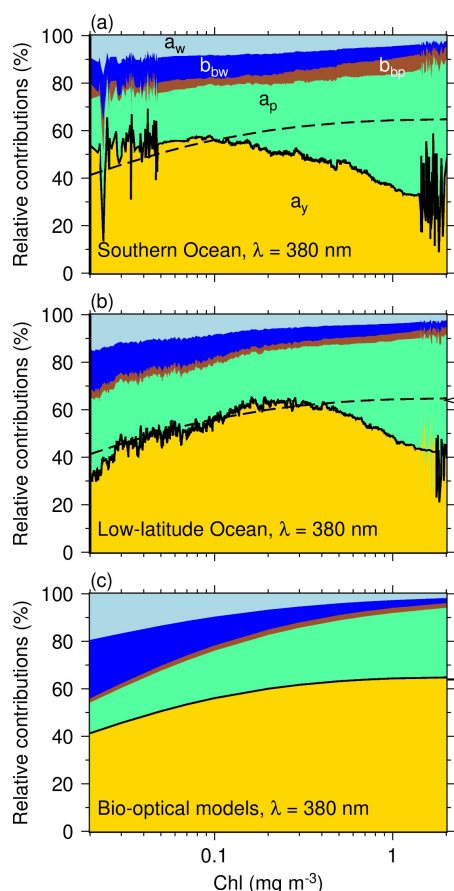 (a)
100
80
60
40
20
0
Relative contributions (%)
a_w
b_bw
b_bp
a_p
a_y
Southern Ocean, λ = 380 nm
(b)
100
80
60
40
20
0
Relative contributions (%)
Low-latitude Ocean, λ = 380 nm
(c)
100
80
60
40
20
0
Relative contributions (%)
Bio-optical models, λ = 380 nm
0.1 1
Chl (mg m⁻³)